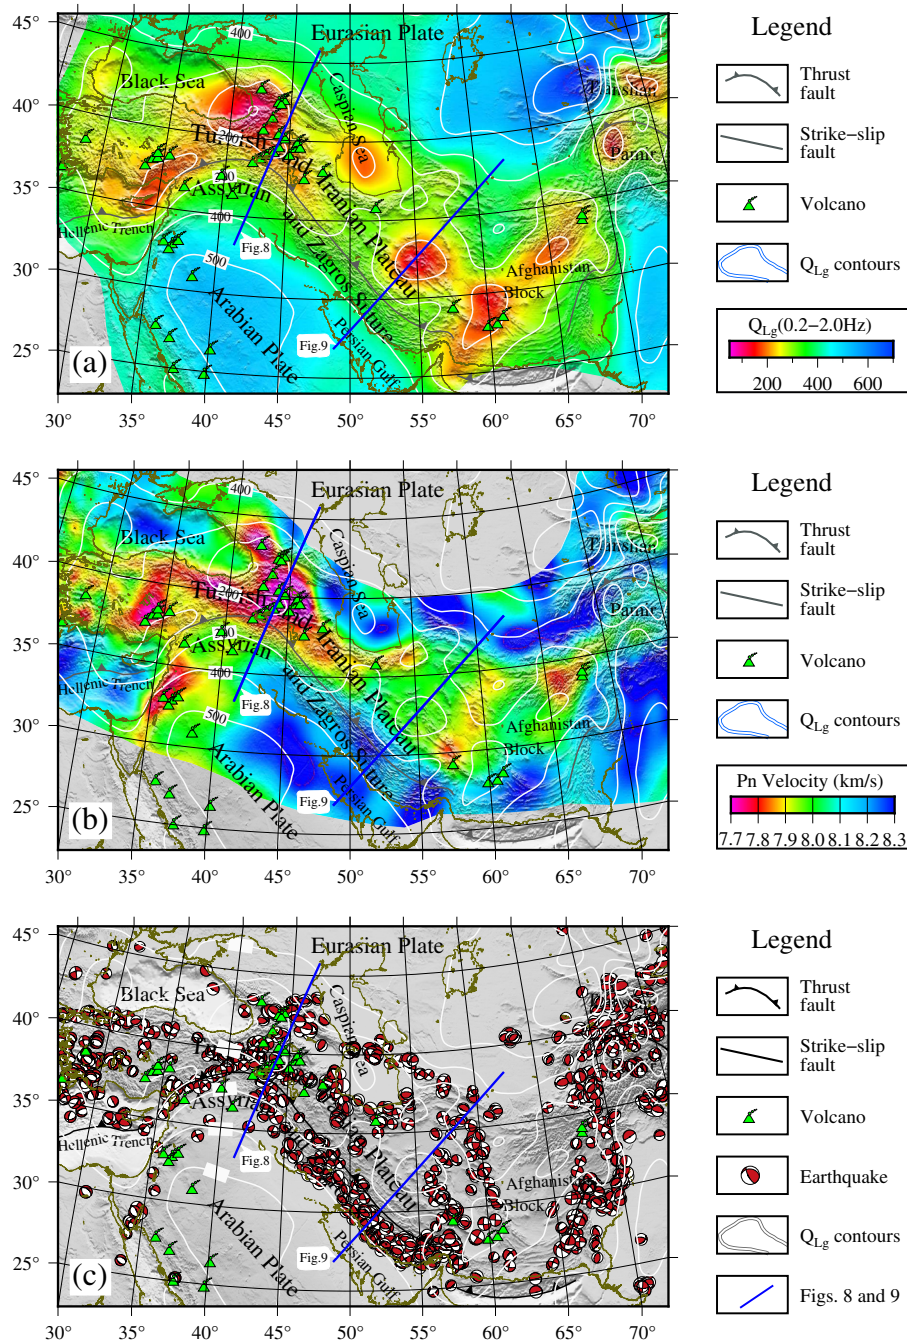 45°
40°
35°
30°
25°
Eurasian Plate
400
Black Sea
Caspian Sea
Tianshan
Pamir
200
Turkish and Iranian Plateau
200
Assyrian
and Zagros Suture
400
Hellenic Trench
Fig.8
500
Afghanistan
Block
Arabian Plate
Fig.9
Persian Gulf
(a)
30° 35° 40° 45° 50° 55° 60° 65° 70°
Legend
Thrust
fault
Strike−slip
fault
Volcano
QLg contours
QLg(0.2−2.0Hz)
200 400 600
45°
40°
35°
30°
25°
Eurasian Plate
400
Black Sea
Caspian Sea
Tianshan
Pamir
200
Turkish and Iranian Plateau
Assyrian
and Zagros Suture
400
Hellenic Trench
Fig.8
500
Afghanistan
Block
Arabian Plate
Fig.9
Persian Gulf
(b)
30° 35° 40° 45° 50° 55° 60° 65° 70°
Legend
Thrust
fault
Strike−slip
fault
Volcano
QLg contours
Pn Velocity (km/s)
7.7 7.8 7.9 8.0 8.1 8.2 8.3
45°
40°
35°
30°
25°
Eurasian Plate
Black Sea
Caspian Sea
Assyrian
Plateau
Hellenic Trench
Fig.8
Afghanistan
Block
Arabian Plate
Fig.9
Persian Gulf
(c)
30° 35° 40° 45° 50° 55° 60° 65° 70°
Legend
Thrust
fault
Strike−slip
fault
Volcano
Earthquake
QLg contours
Figs. 8 and 9